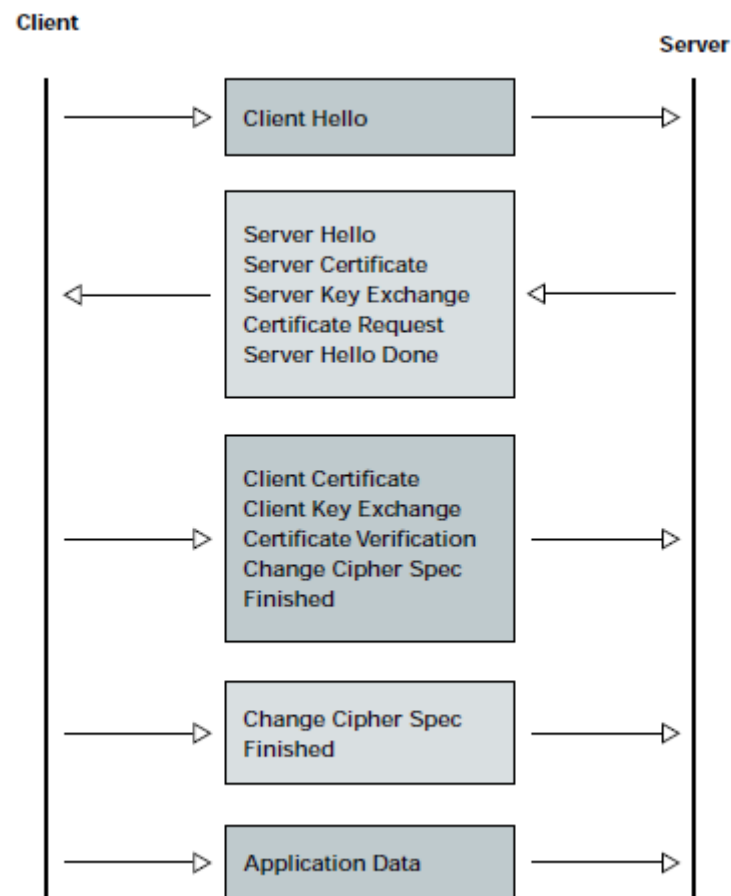 Client
Server
Client Hello
Server Hello
Server Certificate
Server Key Exchange
Certificate Request
Server Hello Done
Client Certificate
Client Key Exchange
Certificate Verification
Change Cipher Spec
Finished
Change Cipher Spec
Finished
Application Data